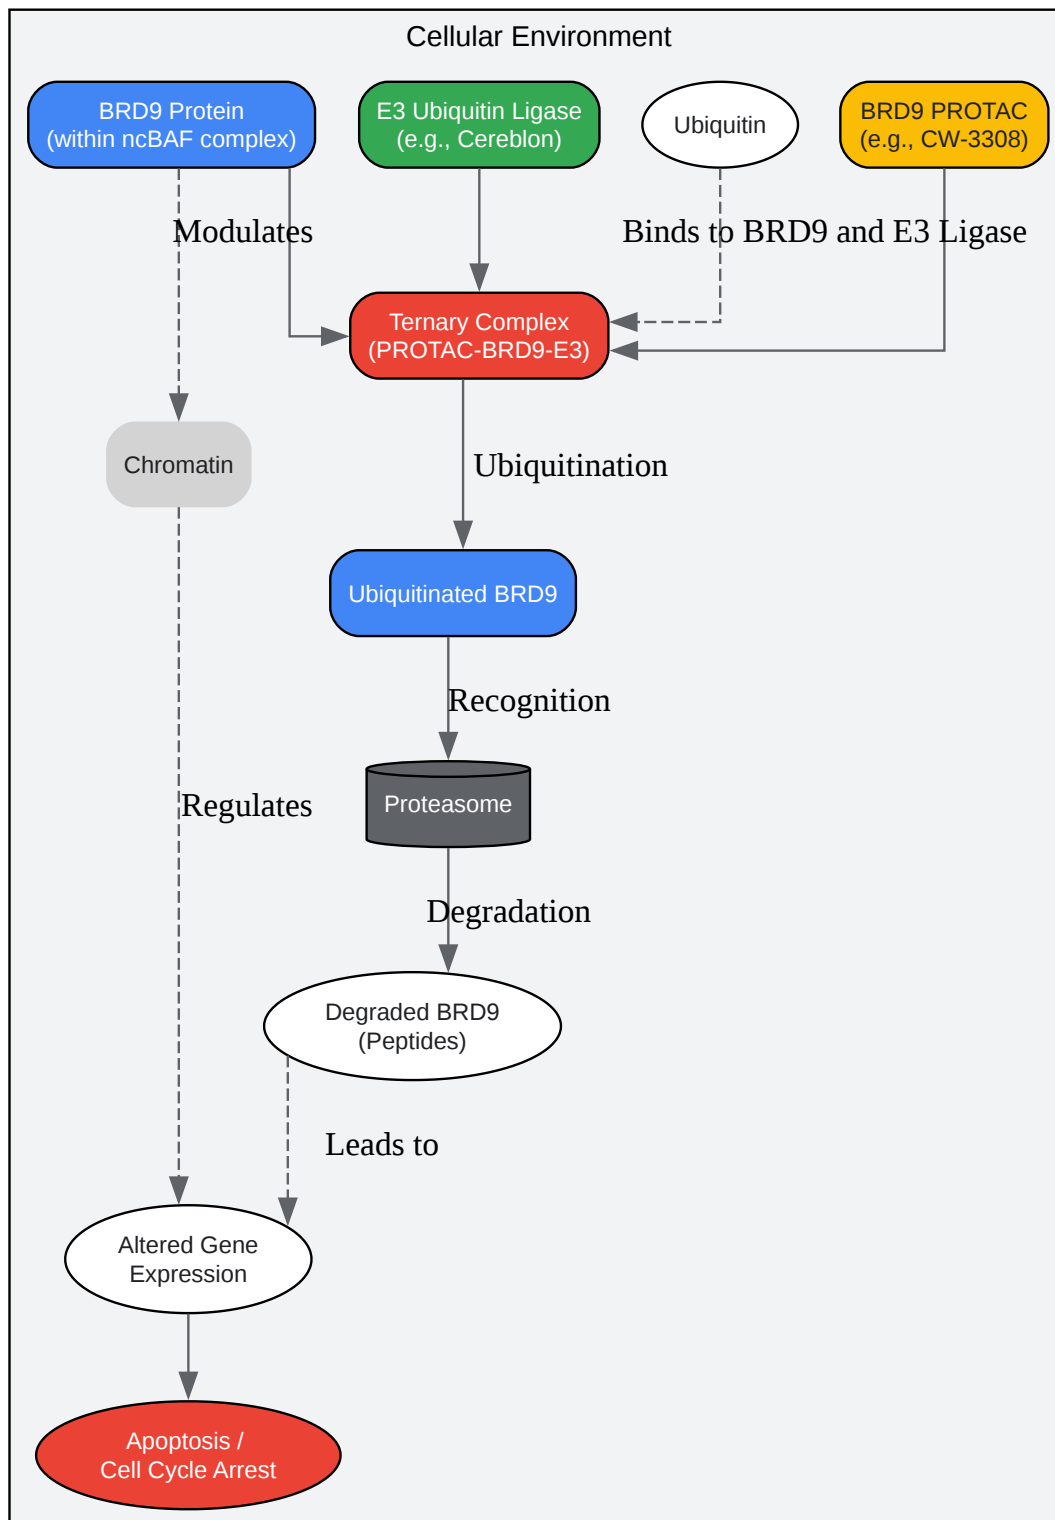 Cellular Environment
BRD9 Protein
(within ncBAF complex)
E3 Ubiquitin Ligase
(e.g., Cereblon)
Ubiquitin
BRD9 PROTAC
(e.g., CW-3308)
Modulates
Binds to BRD9 and E3 Ligase
Ternary Complex
(PROTAC-BRD9-E3)
Chromatin
Ubiquitination
Ubiquitinated BRD9
Recognition
Proteasome
Regulates
Degradation
Degraded BRD9
(Peptides)
Leads to
Altered Gene
Expression
Apoptosis /
Cell Cycle Arrest